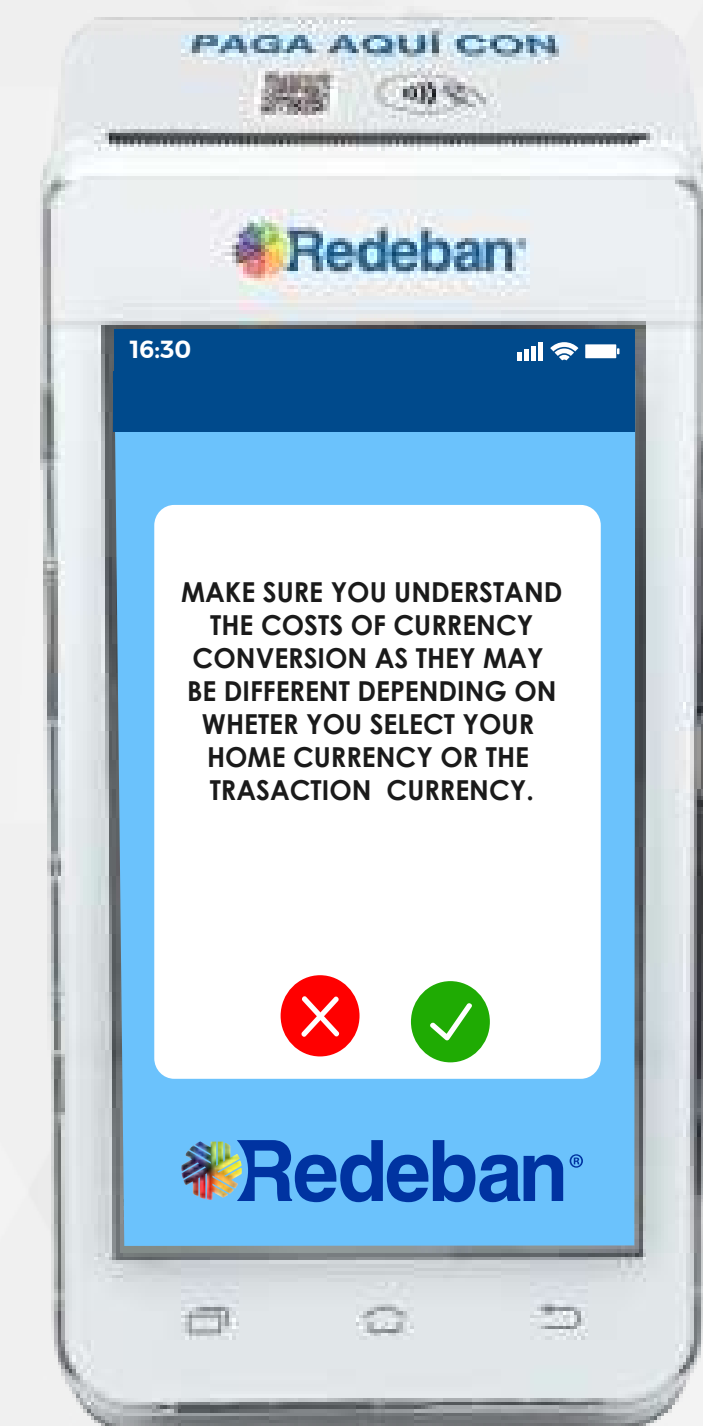 PAGA AQUÍ CON
Redeban
16:30
MAKE SURE YOU UNDERSTAND
THE COSTS OF CURRENCY
CONVERSION AS THEY MAY
BE DIFFERENT DEPENDING ON
WHETER YOU SELECT YOUR
HOME CURRENCY OR THE
TRASACTION CURRENCY.
Redeban®